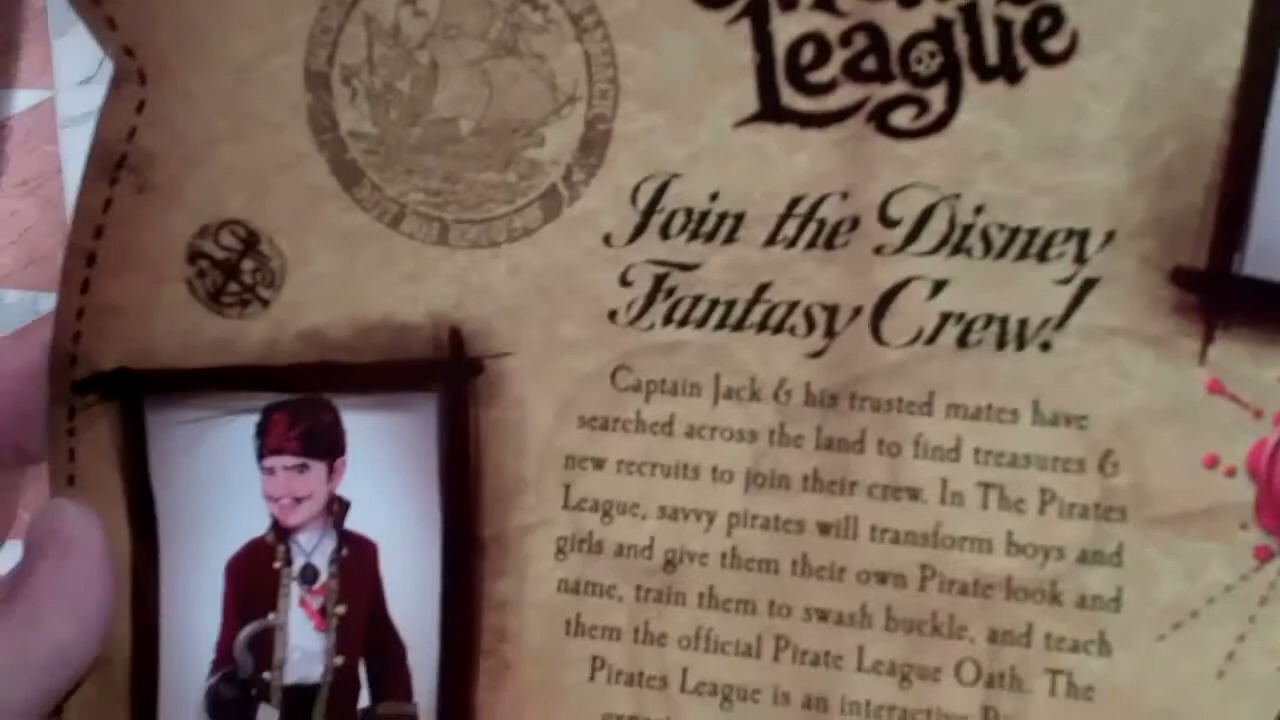 League
Join the Disney
Fantasy Crew!
Captain Jack & his trusted mates have
searched across the land to find treasures &
new recruits to join their crew. In The Pirates
League, savvy pirates will transform boys and
girls and give them their own Pirate look and
name, train them to swash buckle, and teach
them the official Pirate League Oath. The
Pirates League is an interactive